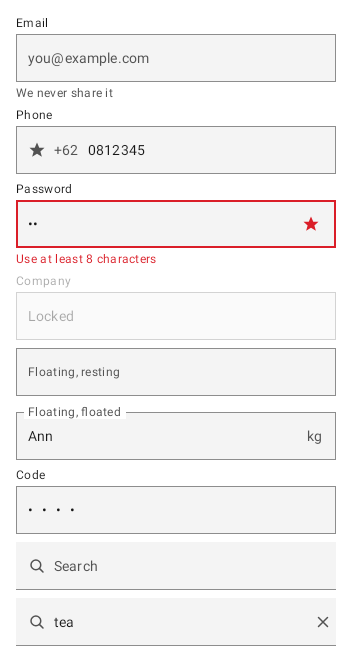 Email
you@example.com
We never share it
Phone
+62 0812345
Password
••
Use at least 8 characters
Company
Locked
Floating, resting
Floating, floated
Ann kg
Code
• • • •
Search
tea